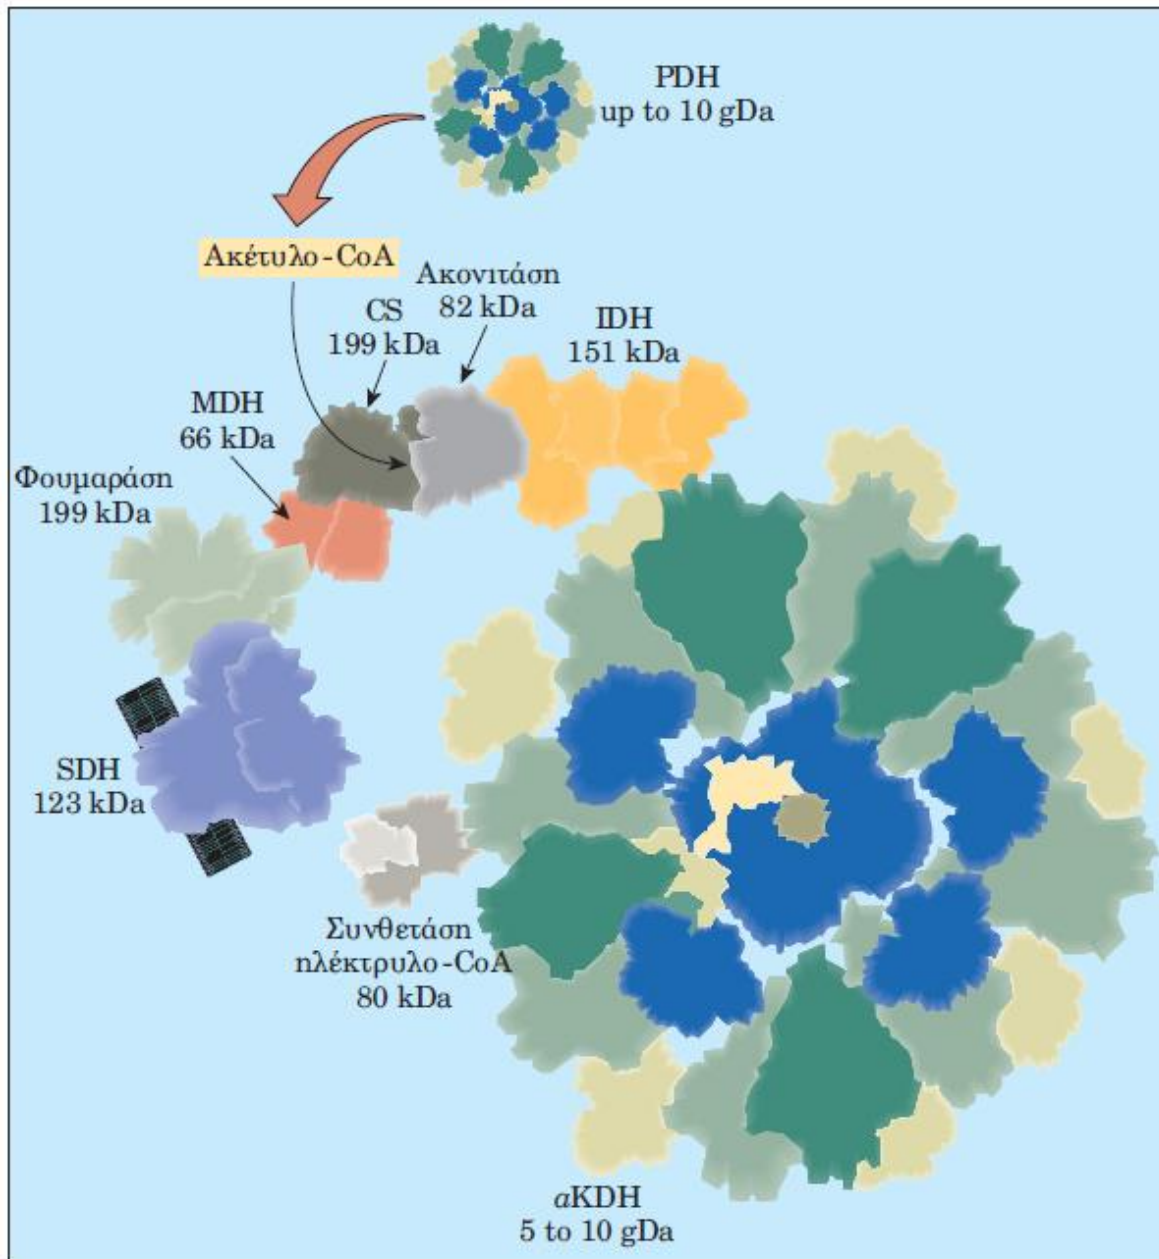 PDH
up to 10 gDa
Ακέτυλο-CoA
Ακονιτάση
82 kDa
CS
199 kDa
IDH
151 kDa
MDH
66 kDa
Φουμαράση
199 kDa
SDH
123 kDa
Συνθετάση
ηλέκτρυλο-CoA
80 kDa
αKDH
5 to 10 gDa